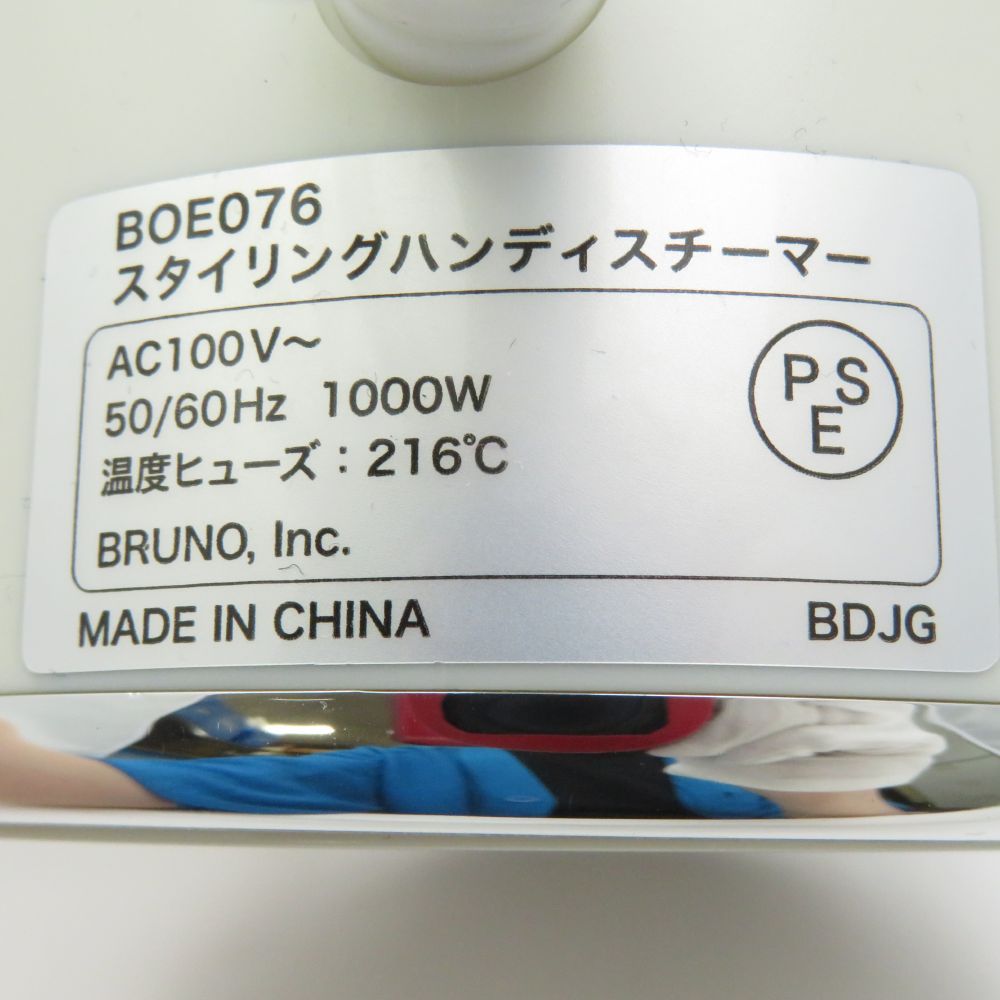 BOE076
スタイリングハンディスチーマー
AC100V～
50/60Hz 1000W
温度ヒューズ：216℃
BRUNO, Inc.
PSE
MADE IN CHINA
BDJG